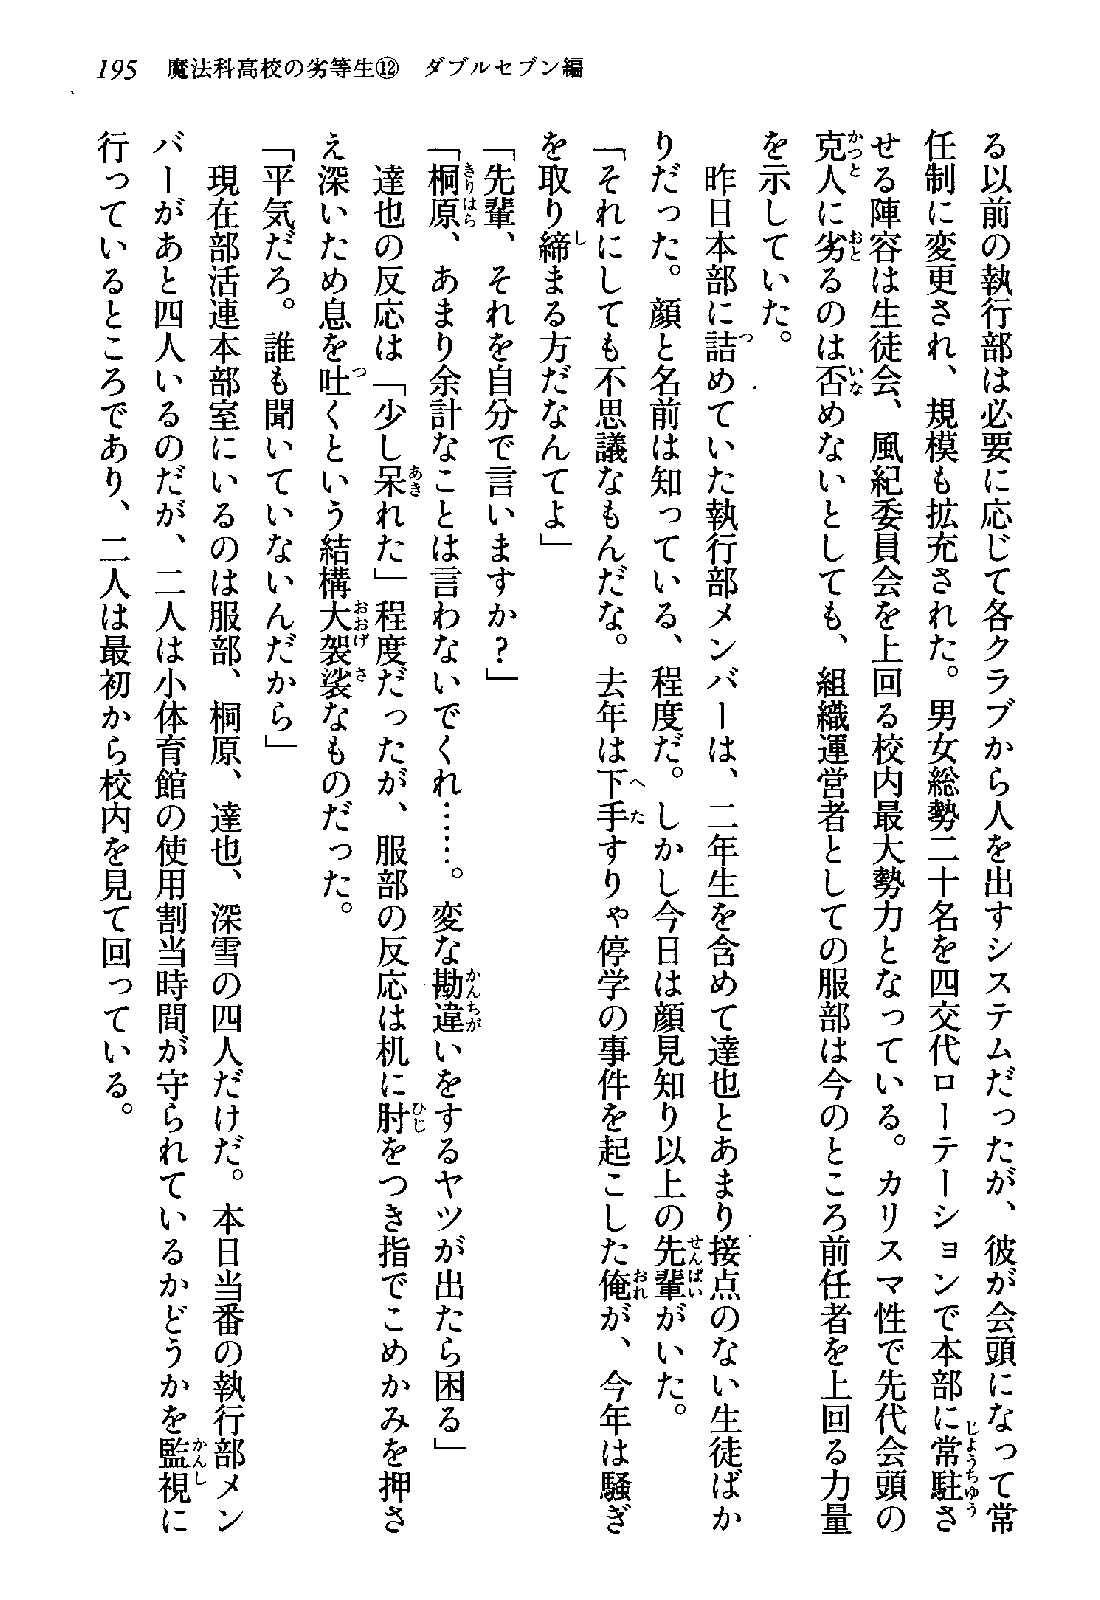 195　魔法科高校の劣等生⑫　ダブルセブン編
る以前の執行部は必要に応じて各クラブから人を出すシステムだったが、彼が会頭になって常
任制に変更され、規模も拡充された。男女総勢二十名を四交代ローテーションで本部に常駐さ
せる陣容は生徒会、風紀委員会を上回る校内最大勢力となっている。カリスマ性で先代会頭の
克人に劣るのは否めないとしても、組織運営者としての服部は今のところ前任者を上回る力量
を示していた。
　昨日本部に詰めていた執行部メンバーは、二年生を含めて達也とあまり接点のない生徒ばか
りだった。顔と名前は知っている、程度だ。しかし今日は顔見知り以上の先輩がいた。
「それにしても不思議なもんだな。去年は下手すりゃ停学の事件を起こした俺が、今年は騒ぎ
を取り締まる方だなんてよ」
「先輩、それを自分で言いますか？」
「桐原、あまり余計なことは言わないでくれ……。変な勘違いをするヤツが出たら困る」
　達也の反応は「少し呆れた」程度だったが、服部の反応は机に肘をつき指でこめかみを押さ
え深いため息を吐くという結構大袈裟なものだった。
「平気だろ。誰も聞いていないんだから」
　現在部活連本部室にいるのは服部、桐原、達也、深雪の四人だけだ。本日当番の執行部メン
バーがあと四人いるのだが、二人は小体育館の使用割当時間が守られているかどうかを監視に
行っているところであり、二人は最初から校内を見て回っている。